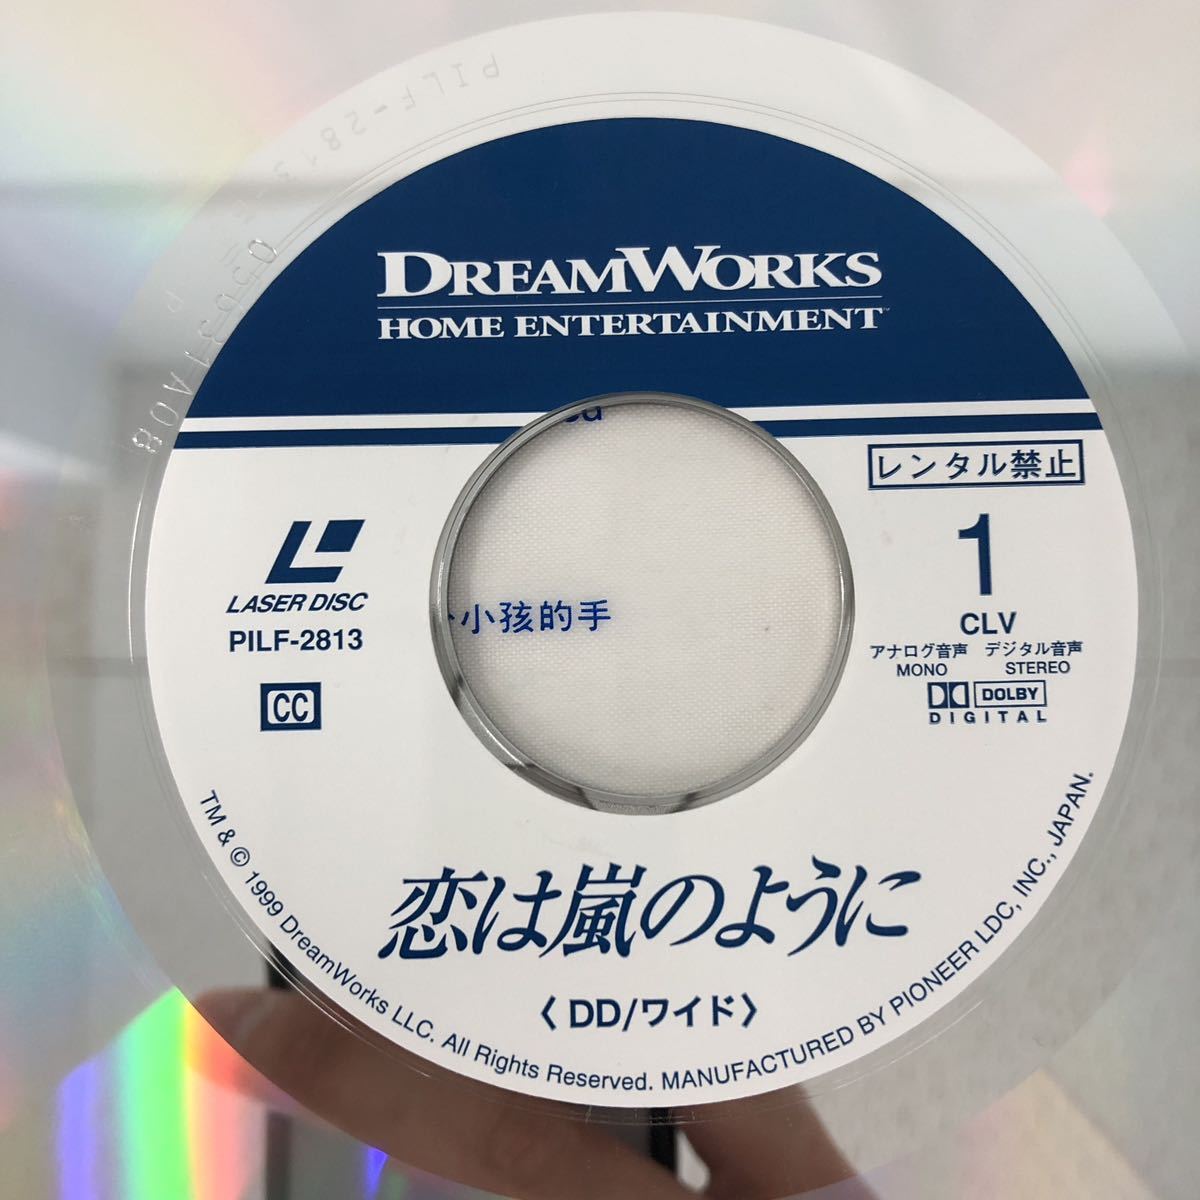 PILF-2813
DREAMWORKS
HOME ENTERTAINMENT™
レンタル禁止
LASER DISC
PILF-2813
CC
1
CLV
アナログ音声 デジタル音声
MONO STEREO
DOLBY
DIGITAL
小孩的手
恋は嵐のように
〈DD/ワイド〉
TM & © 1999 DreamWorks LLC. All Rights Reserved. MANUFACTURED BY PIONEER LDC, INC., JAPAN.